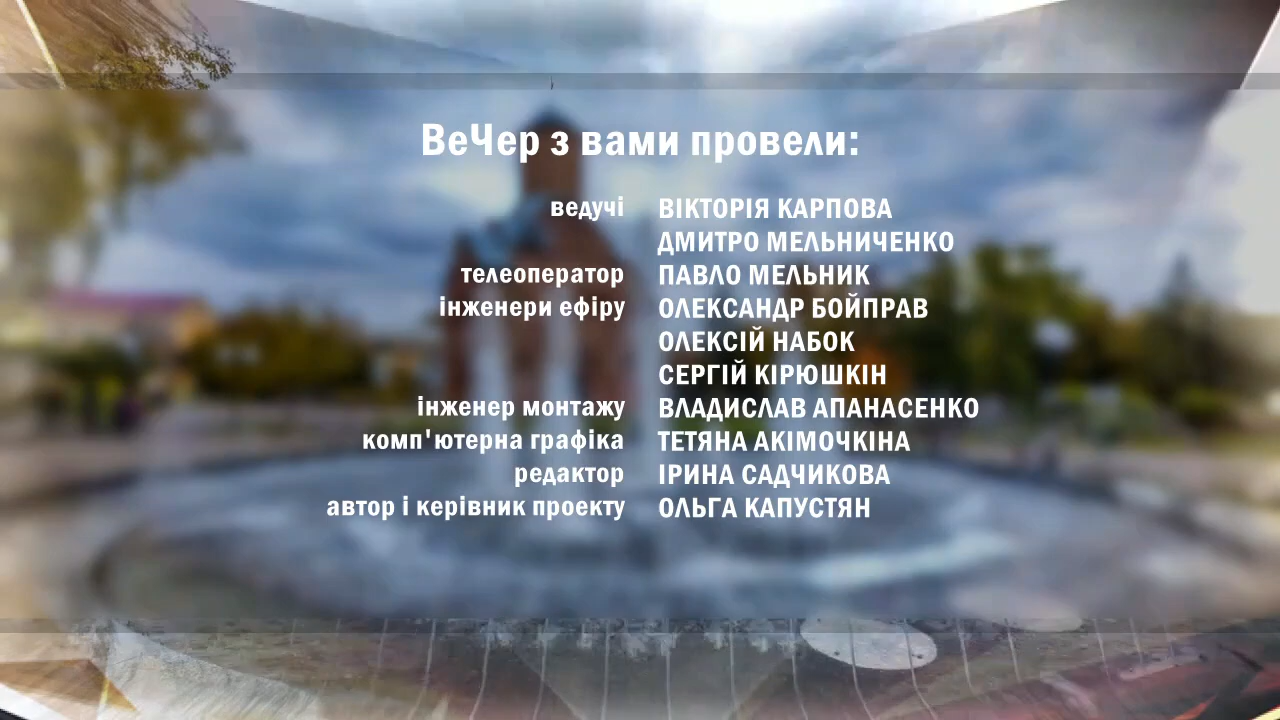 ВеЧер з вами провели:
ведучі ВІКТОРІЯ КАРПОВА
ДМИТРО МЕЛЬНИЧЕНКО
телеоператор ПАВЛО МЕЛЬНИК
інженери ефіру ОЛЕКСАНДР БОЙПРАВ
ОЛЕКСІЙ НАБОК
СЕРГІЙ КІРЮШКІН
інженер монтажу ВЛАДИСЛАВ АПАНАСЕНКО
комп'ютерна графіка ТЕТЯНА АКІМОЧКІНА
редактор ІРИНА САДЧИКОВА
автор і керівник проекту ОЛЬГА КАПУСТЯН